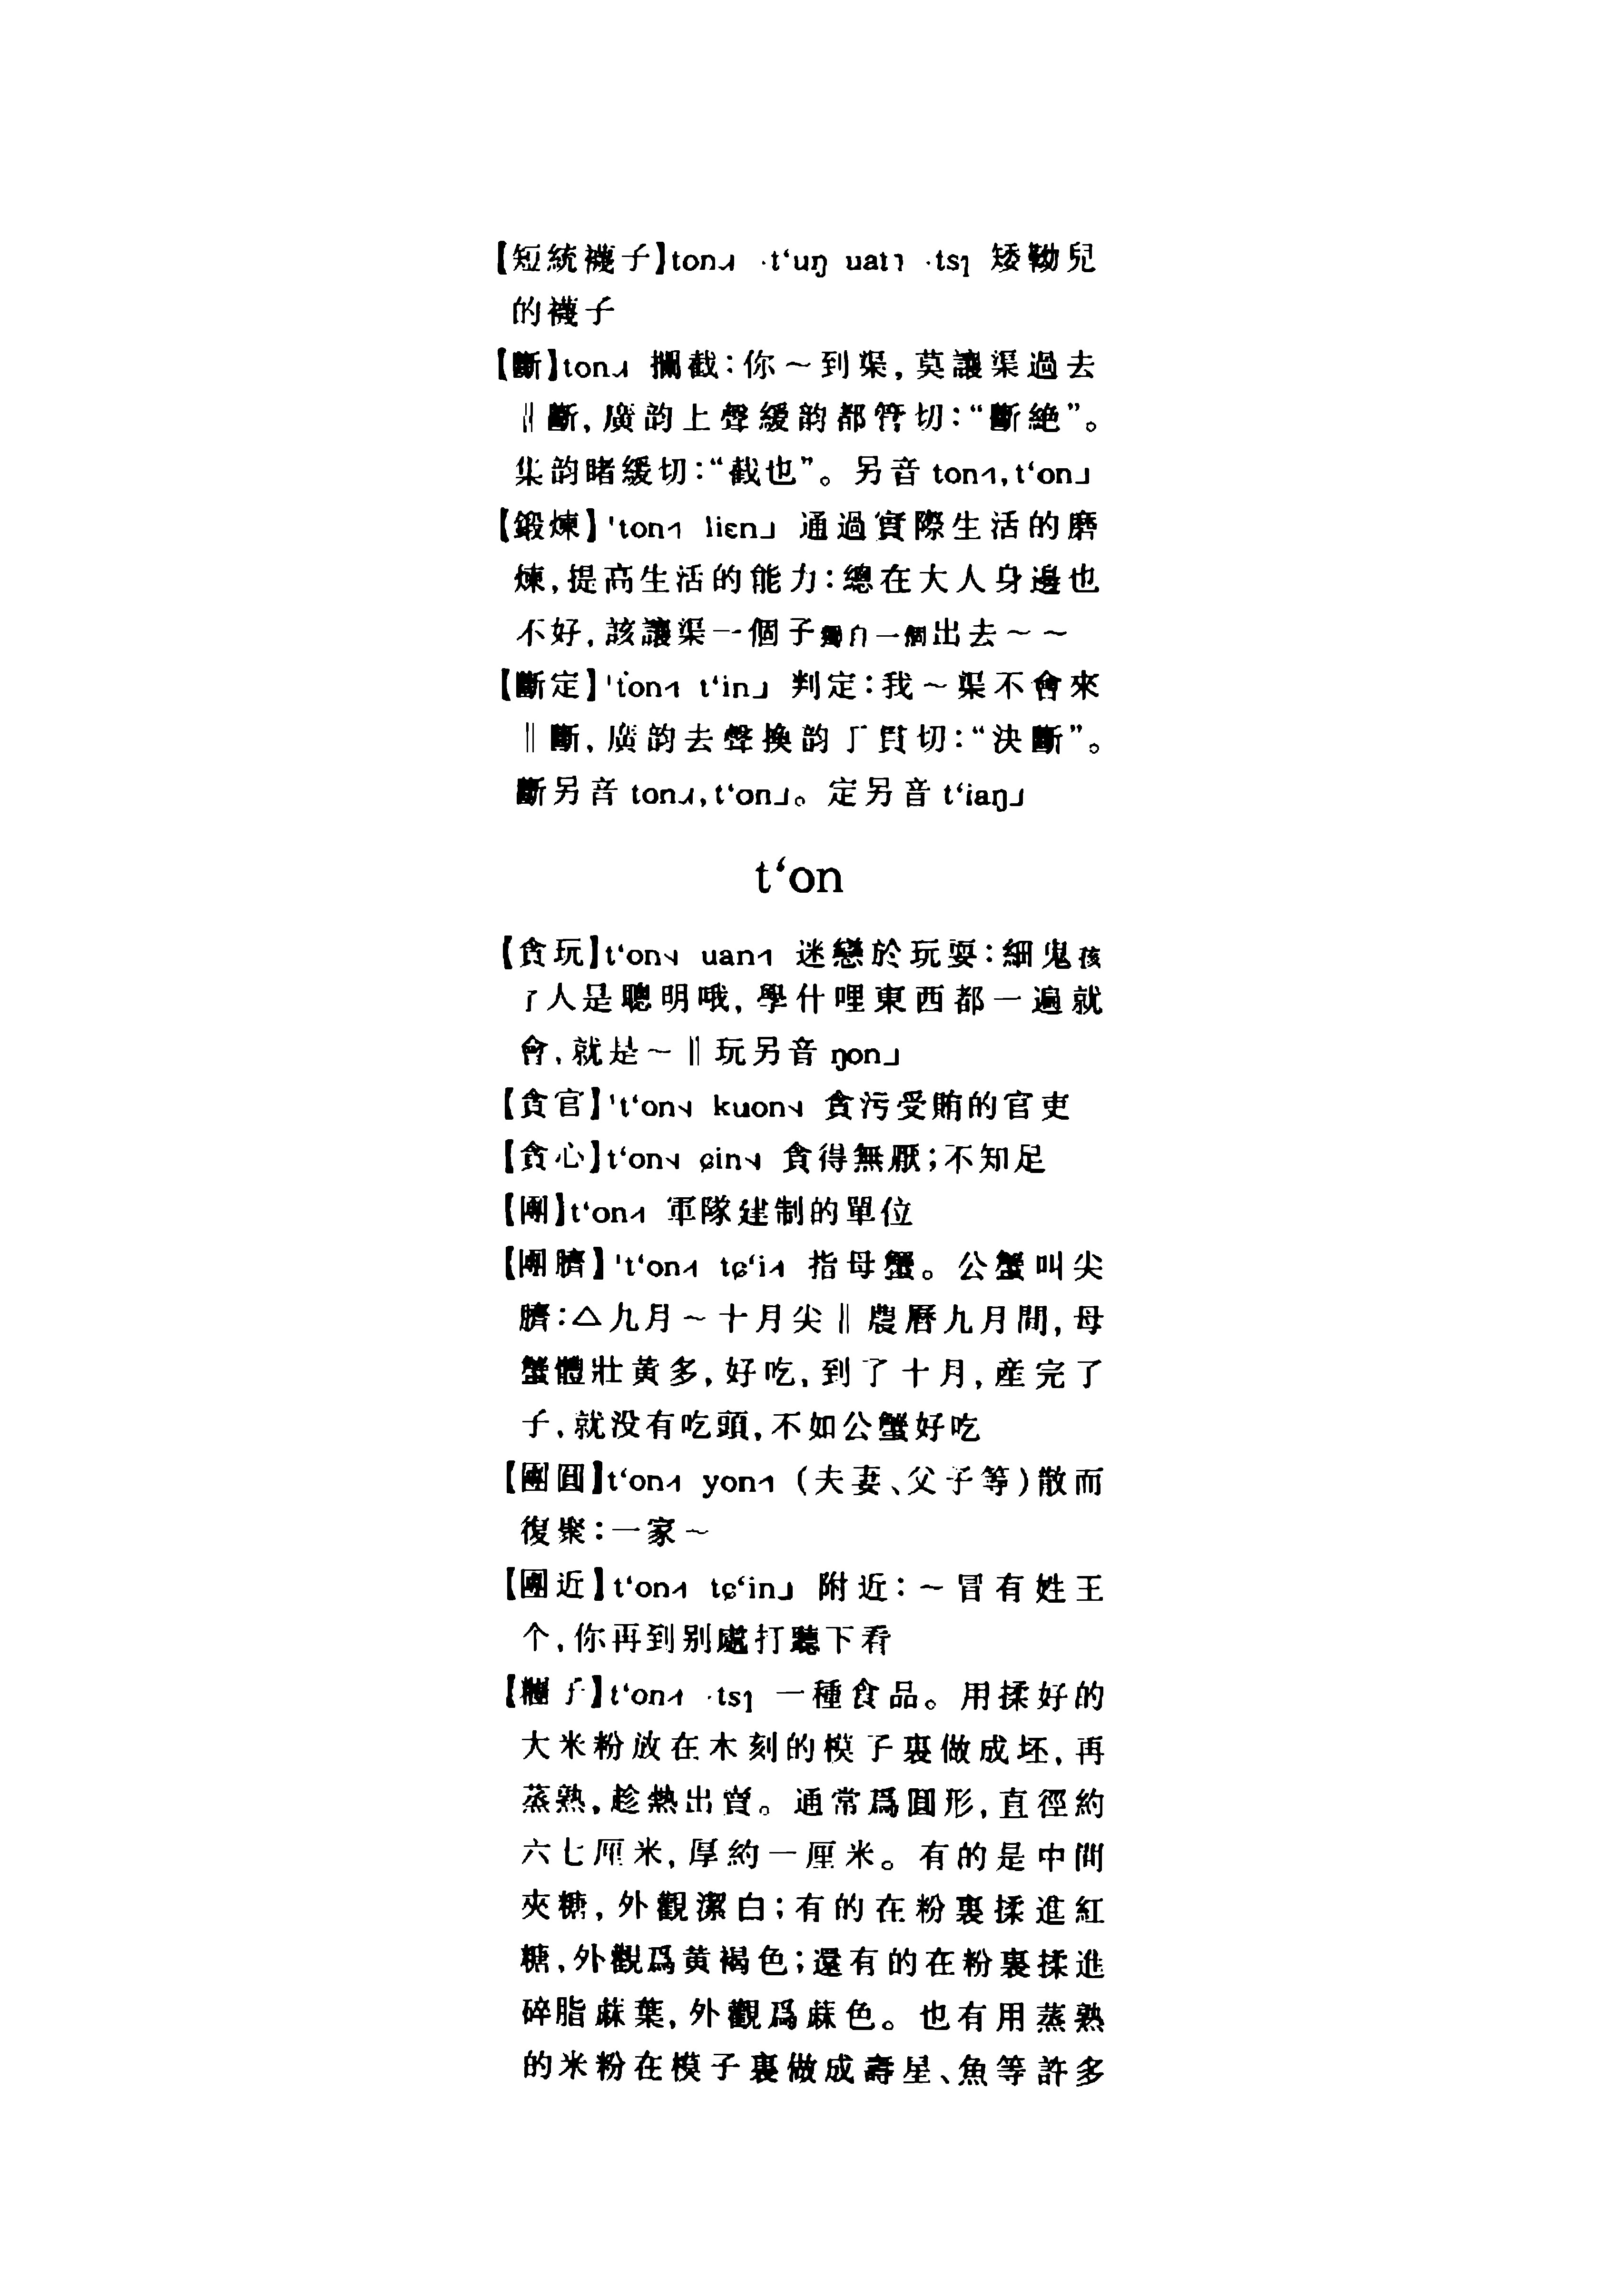 【短統襪子】ton˨˩˧ ·t‘uŋ uat˥ ·tsɿ 矮靿兒
的襪子
【斷】ton˨˩˧ 攔截：你～到渠，莫讓渠過去
‖斷，廣韵上聲緩韵都管切：“斷絶”。
集韵睹緩切：“截也”。另音 ton˧˥, t‘on˩
【鍛煉】ˈton˧˥ liɛn˩ 通過實際生活的磨
煉，提高生活的能力：總在大人身邊也
不好，該讓渠一個子獨自一個出去～～
【斷定】ˈton˧˥ t‘in˩ 判定：我～渠不會來
‖斷，廣韵去聲換韵丁貫切：“決斷”。
斷另音 ton˨˩˧, t‘on˩。定另音 t‘iaŋ˩
t‘on
【貪玩】t‘on˦˨ uan˧˥ 迷戀於玩耍：細鬼孩
子人是聰明哦，學什哩東西都一遍就
會，就是～‖玩另音 ŋon˩
【貪官】ˈt‘on˦˨ kuon˦˨ 貪污受賄的官吏
【貪心】t‘on˦˨ ɕin˦˨ 貪得無厭；不知足
【團】t‘on˧˥ 軍隊建制的單位
【團臍】ˈt‘on˧˥ tɕ‘i˧˥ 指母蟹。公蟹叫尖
臍：△九月～十月尖‖農曆九月間，母
蟹體壯黃多，好吃，到了十月，産完了
子，就没有吃頭，不如公蟹好吃
【團圓】t‘on˧˥ yon˧˥（夫妻、父子等）散而
復聚：一家～
【團近】t‘on˧˥ tɕ‘in˩ 附近：～冒有姓王
个，你再到别處打聽下看
【糰子】t‘on˧˥ ·tsɿ 一種食品。用揉好的
大米粉放在木刻的模子裏做成坯，再
蒸熟，趁熱出賣。通常爲圓形，直徑約
六七厘米，厚約一厘米。有的是中間
夾糖，外觀潔白；有的在粉裏揉進紅
糖，外觀爲黃褐色；還有的在粉裏揉進
碎脂蔴葉，外觀爲蔴色。也有用蒸熟
的米粉在模子裏做成壽星、魚等許多